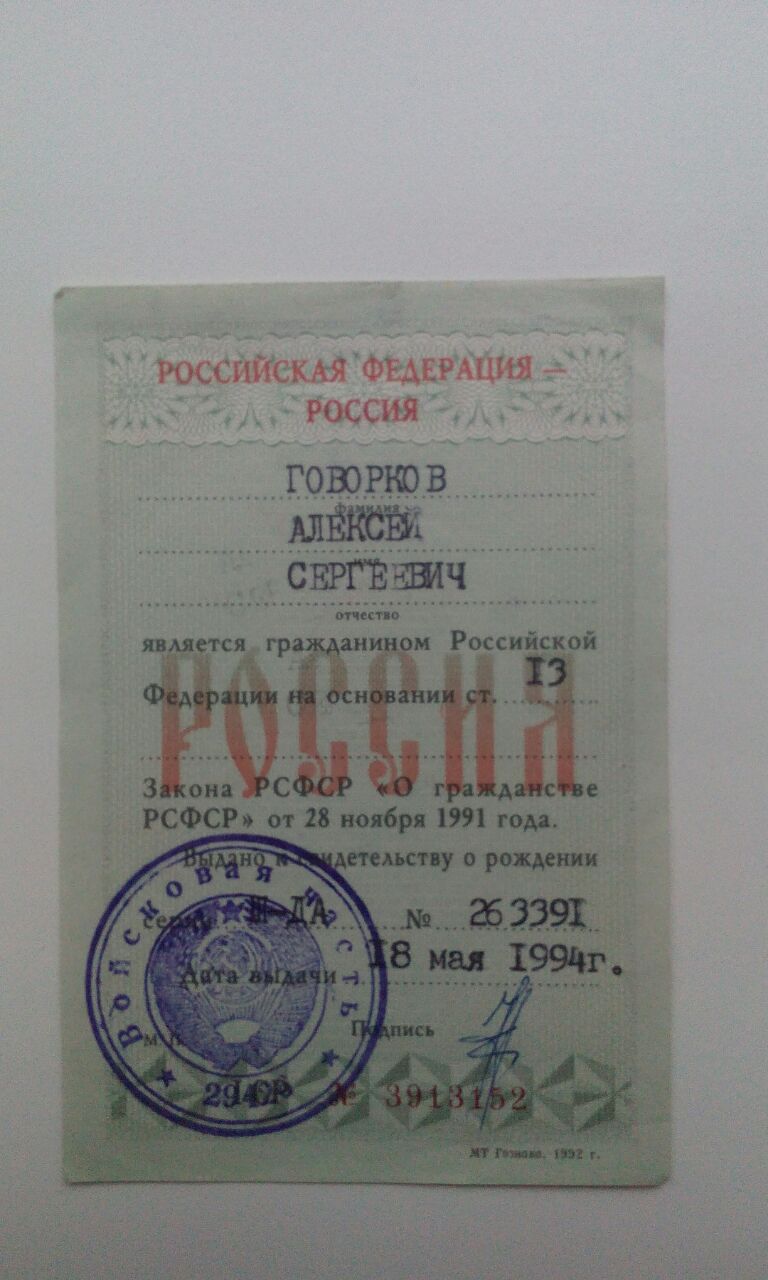 РОССИЙСКАЯ ФЕДЕРАЦИЯ —
РОССИЯ
ГОВОРКОВ
фамилия
АЛЕКСЕЙ
имя
СЕРГЕЕВИЧ
отчество
является гражданином Российской
Федерации на основании ст. 13
РОССИЯ
Закона РСФСР «О гражданстве
РСФСР» от 28 ноября 1991 года.
Выдано к свидетельству о рождении
серия -ДА № 263391
Дата выдачи 18 мая 1994г.
Войсковая часть
М. П. Подпись
№ 3913152
МТ Гознака. 1992 г.